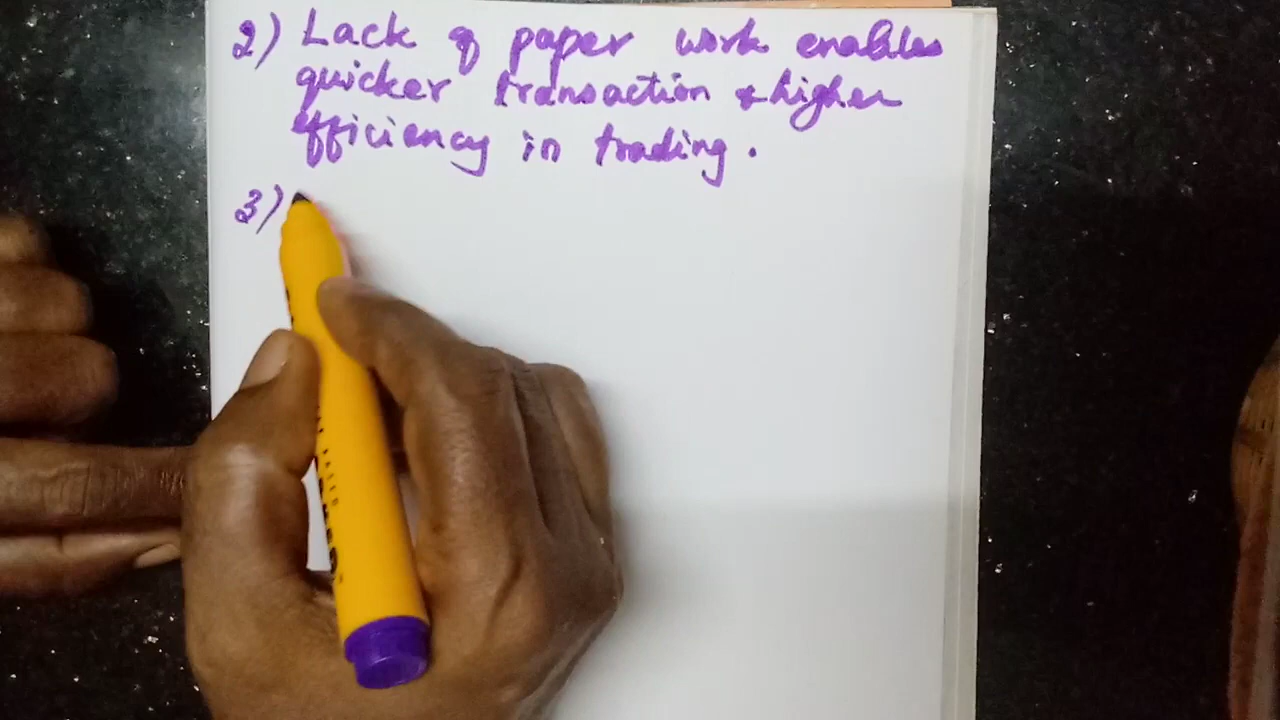 2) Lack of paper work enables
quicker transaction & higher
efficiency in trading.
3)